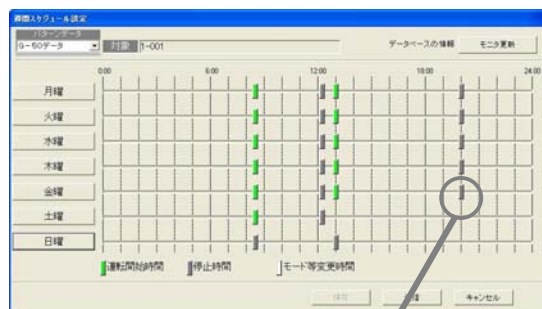 週間スケジュール設定
パターンデータ
G-50データ 対象 1-001 データベースの情報 モニタ更新
0:00 6:00 12:00 18:00 24:00
月曜
火曜
水曜
木曜
金曜
土曜
日曜
運転開始時間 停止時間 モード等変更時間
保存 キャンセル